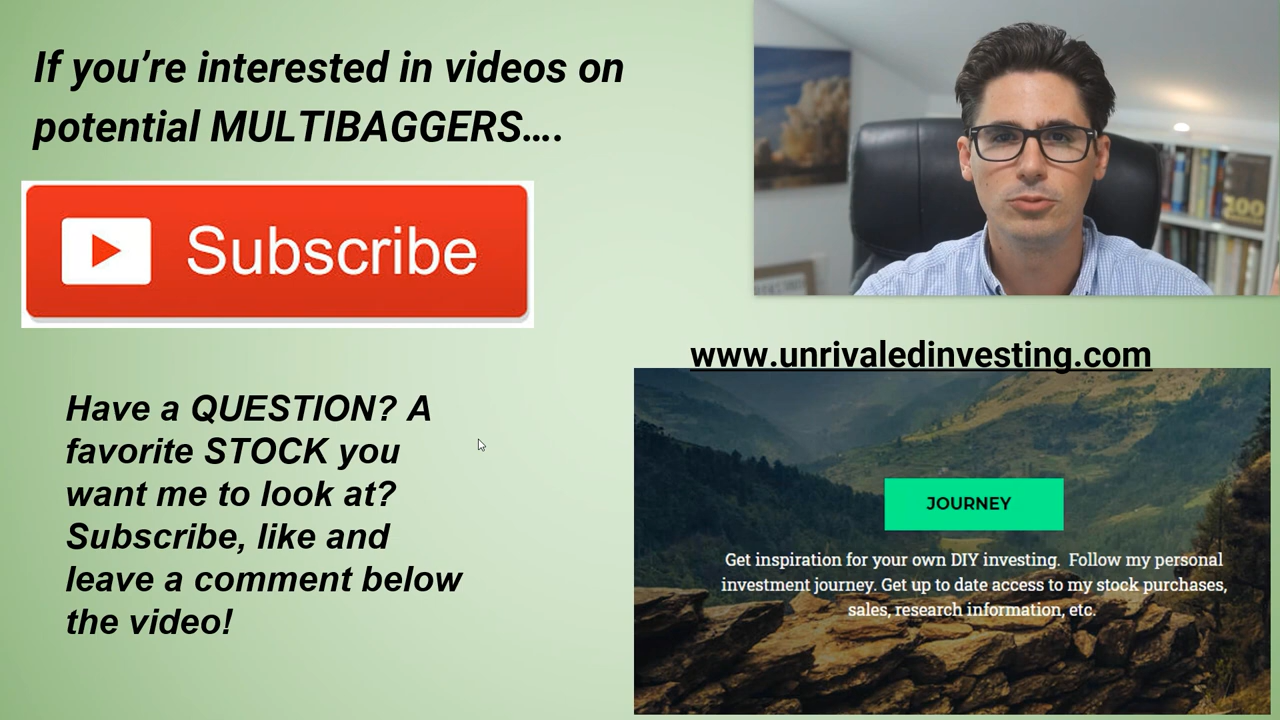 If you’re interested in videos on
potential MULTIBAGGERS….
Subscribe
Have a QUESTION? A
favorite STOCK you
want me to look at?
Subscribe, like and
leave a comment below
the video!
www.unrivaledinvesting.com
JOURNEY
Get inspiration for your own DIY investing.  Follow my personal
investment journey. Get up to date access to my stock purchases,
sales, research information, etc.